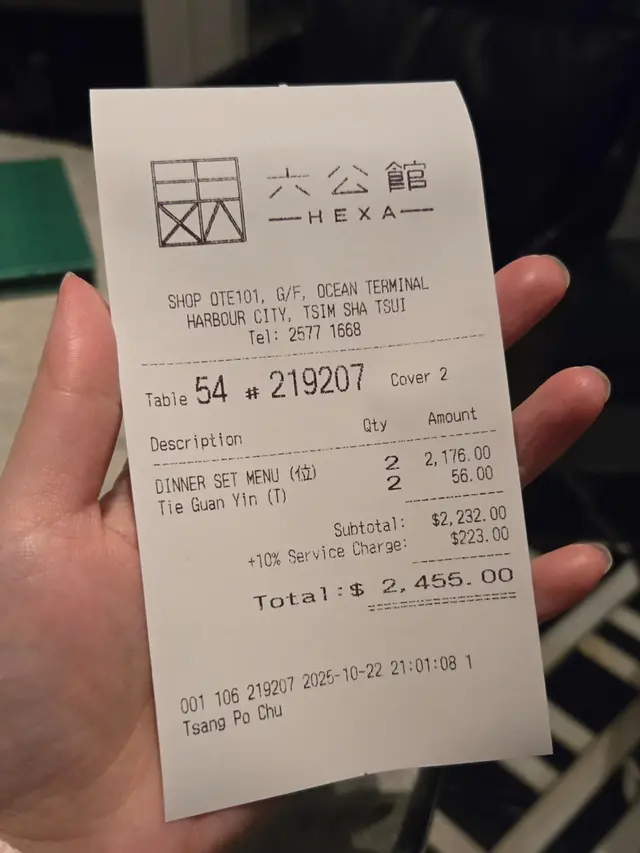 六公館
HEXA
SHOP OTE101, G/F, OCEAN TERMINAL
HARBOUR CITY, TSIM SHA TSUI
Tel: 2577 1668
Table 54 # 219207 Cover 2
Description Qty Amount
DINNER SET MENU (位) 2 2,176.00
Tie Guan Yin (T) 2 56.00
Subtotal: $2,232.00
+10% Service Charge: $223.00
Total:$ 2,455.00
001 106 219207 2025-10-22 21:01:08 1
Tsang Po Chu